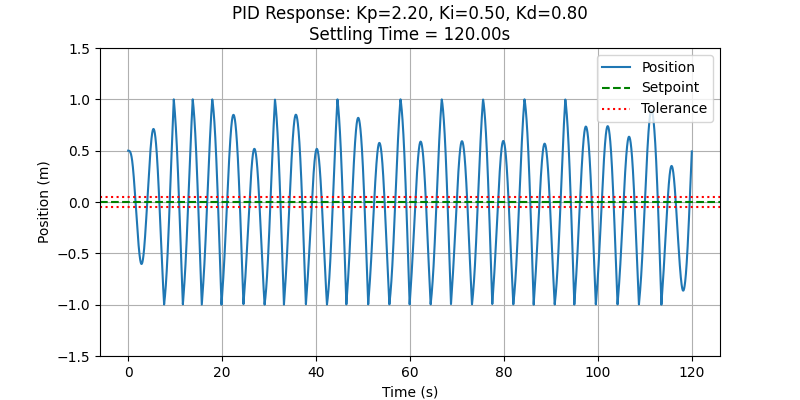 PID Response: Kp=2.20, Ki=0.50, Kd=0.80
Settling Time = 120.00s
Position
Setpoint
Tolerance
1.5
1.0
0.5
0.0
−0.5
−1.0
−1.5
Position (m)
0
20
40
60
80
100
120
Time (s)